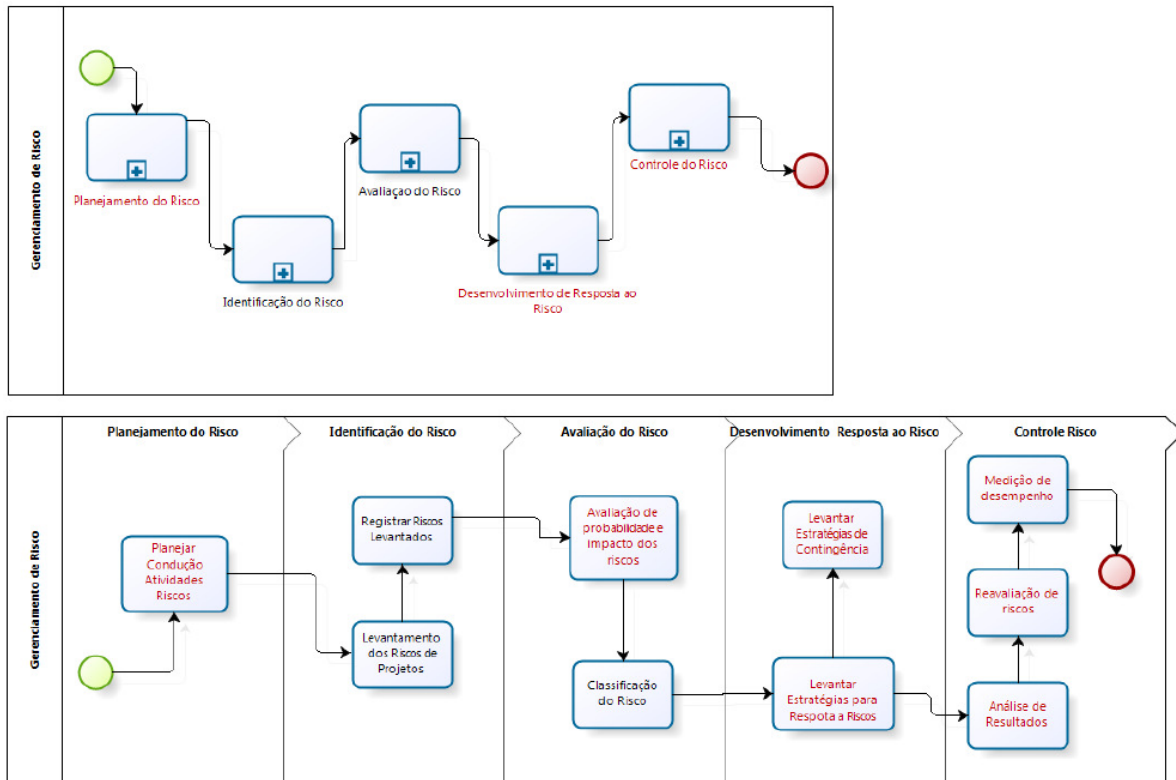 Gerenciamento de Risco
Planejamento do Risco
Identificação do Risco
Avaliação do Risco
Desenvolvimento de Resposta ao
Risco
Controle do Risco
Gerenciamento de Risco
Planejamento do Risco
Identificação do Risco
Avaliação do Risco
Desenvolvimento Resposta ao Risco
Controle Risco
Planejar
Condução
Atividades
Riscos
Registrar Riscos
Levantados
Levantamento
dos Riscos de
Projetos
Avaliação de
probabilidade e
impacto dos
riscos
Classificação
do Risco
Levantar
Estratégias de
Contingência
Levantar
Estratégias para
Respota a Riscos
Medição de
desempenho
Reavaliação de
riscos
Análise de
Resultados